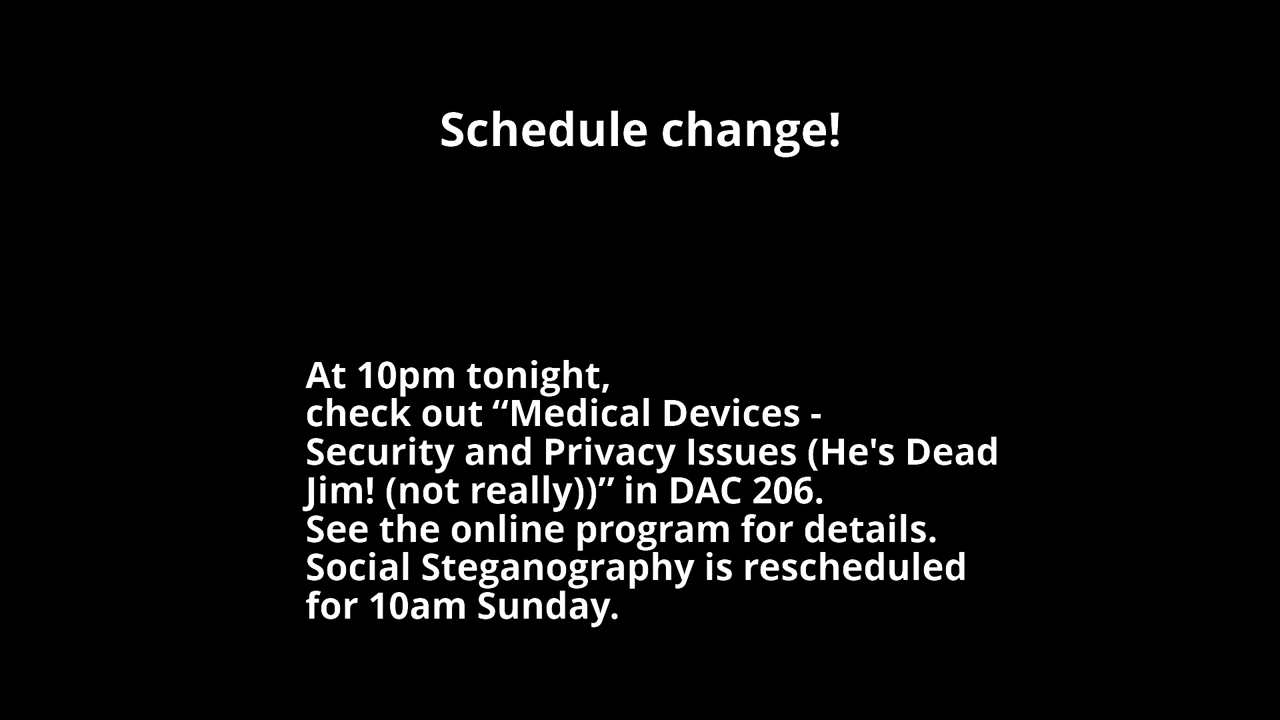 Schedule change!
At 10pm tonight,
check out “Medical Devices -
Security and Privacy Issues (He's Dead
Jim! (not really))” in DAC 206.
See the online program for details.
Social Steganography is rescheduled
for 10am Sunday.